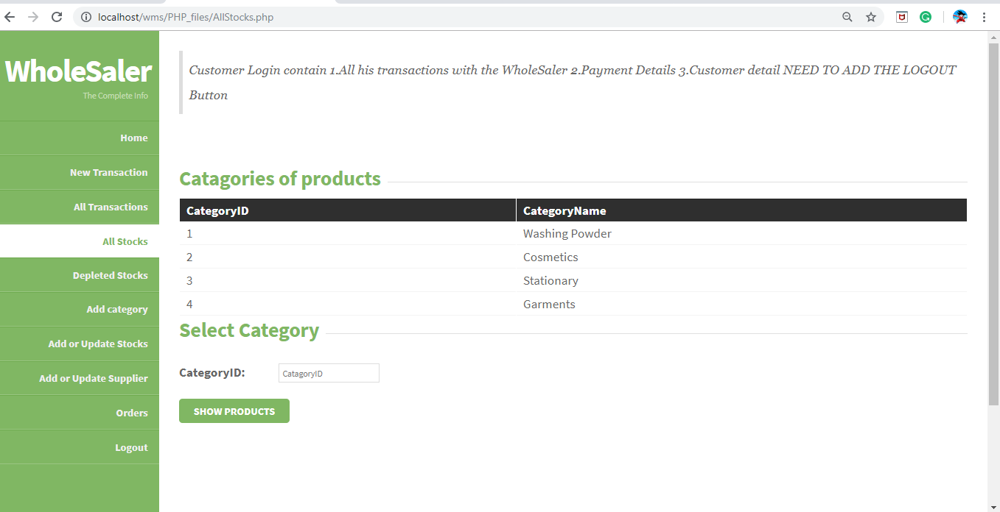 localhost/wms/PHP_files/AllStocks.php
WholeSaler
The Complete Info
Home
New Transaction
All Transactions
All Stocks
Depleted Stocks
Add category
Add or Update Stocks
Add or Update Supplier
Orders
Logout
Customer Login contain 1.All his transactions with the WholeSaler 2.Payment Details 3.Customer detail NEED TO ADD THE LOGOUT
Button
Catagories of products
CategoryID CategoryName
1 Washing Powder
2 Cosmetics
3 Stationary
4 Garments
Select Category
CategoryID: CatagoryID
SHOW PRODUCTS